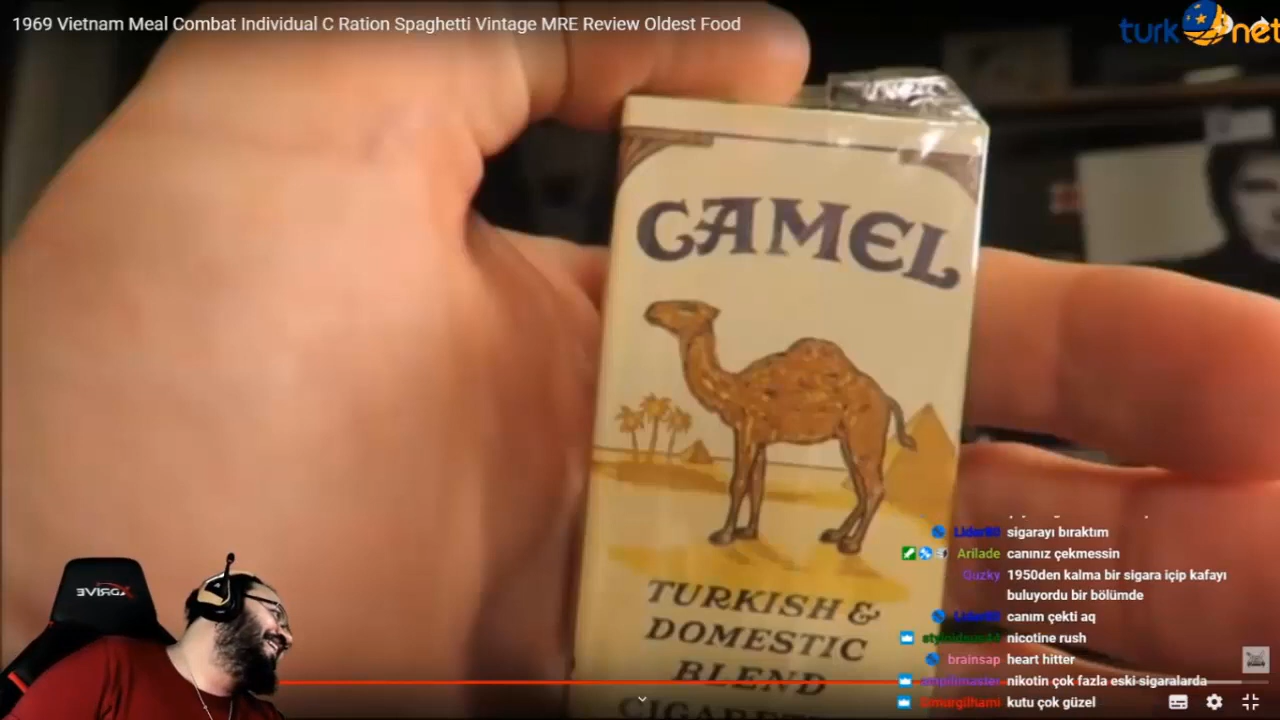 1969 Vietnam Meal Combat Individual C Ration Spaghetti Vintage MRE Review Oldest Food
turk net
CAMEL
TURKISH &
DOMESTIC
BLEND
XDRIVE
sigarayı bıraktım
Arilade canınız çekmessin
Quzky 1950den kalma bir sigara içip kafayı
buluyordu bir bölümde
canım çekti aq
nicotine rush
brainsap heart hitter
nikotin çok fazla eski sigaralarda
kutu çok güzel